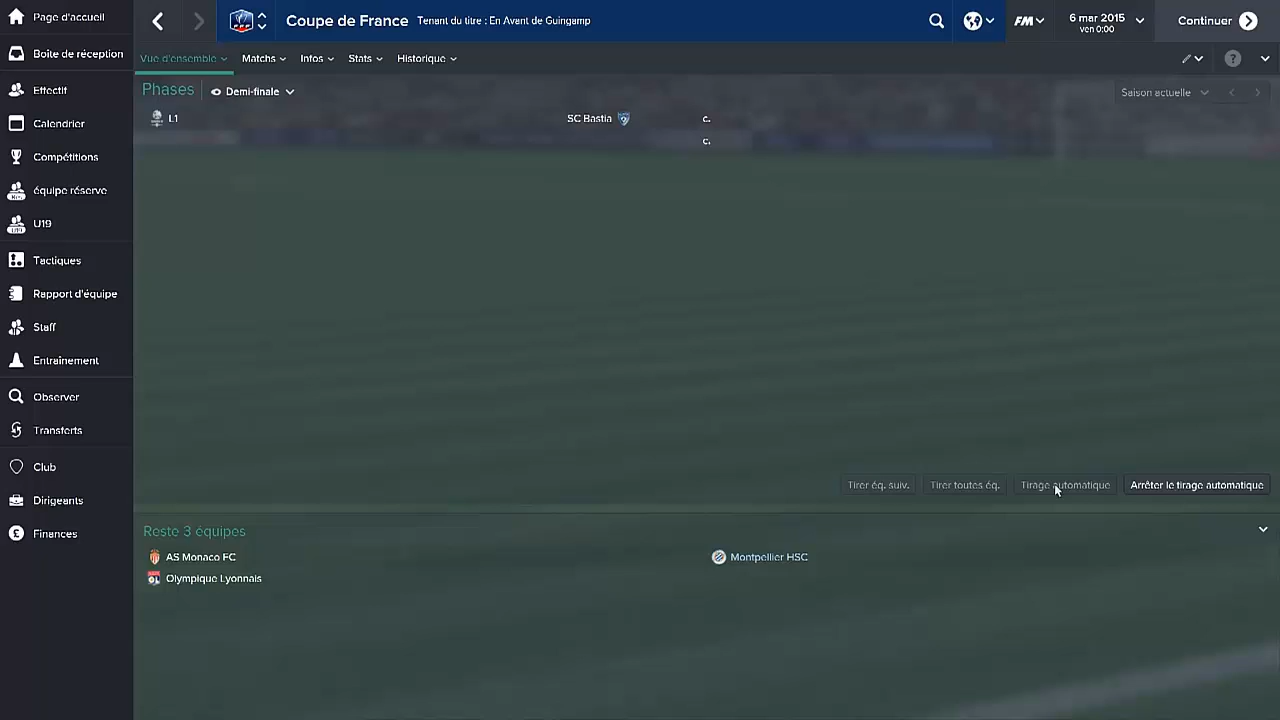 Page d'accueil
Coupe de France
Tenant du titre : En Avant de Guingamp
FM
6 mar 2015
ven 0:00
Continuer
Boîte de réception
Vue d'ensemble
Matchs
Infos
Stats
Historique
?
Effectif
Phases
Demi-finale
Saison actuelle
Calendrier
L1
SC Bastia
c.
c.
Compétitions
équipe réserve
U19
Tactiques
Rapport d'équipe
Staff
Entraînement
Observer
Transferts
Club
Dirigeants
Finances
Tirer éq. suiv.
Tirer toutes éq.
Tirage automatique
Arrêter le tirage automatique
Reste 3 équipes
AS Monaco FC
Montpellier HSC
Olympique Lyonnais